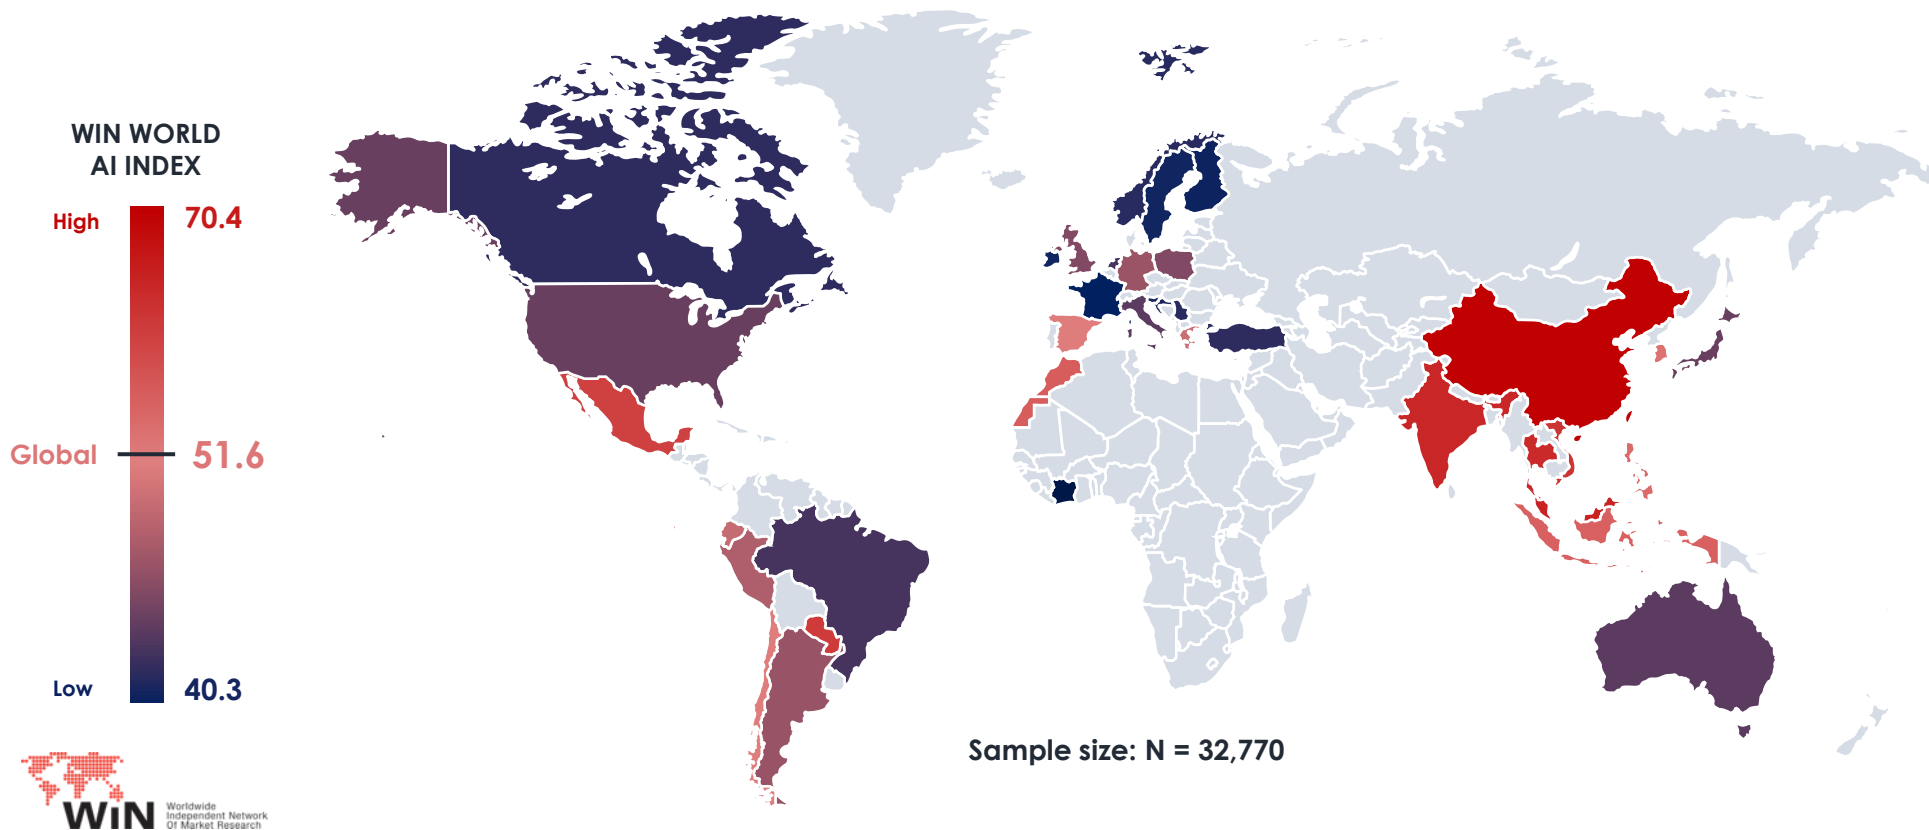 WIN WORLD
AI INDEX
High
70.4
Global
51.6
Low
40.3
Sample size: N = 32,770
WiN
Worldwide
Independent Network
Of Market Research